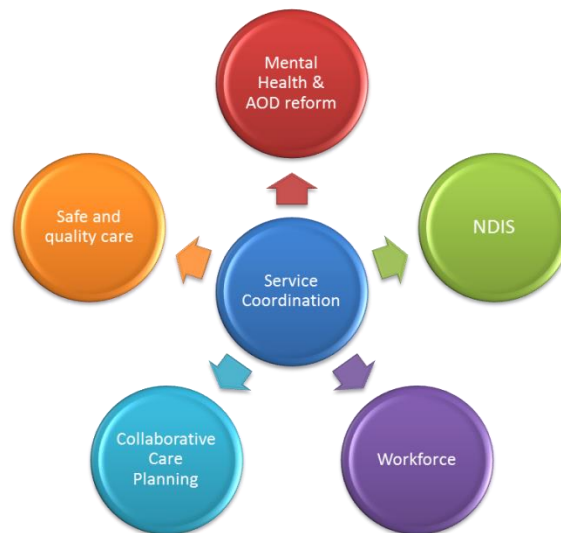 Mental
Health &
AOD reform
Safe and
quality care
NDIS
Service
Coordination
Collaborative
Care
Planning
Workforce